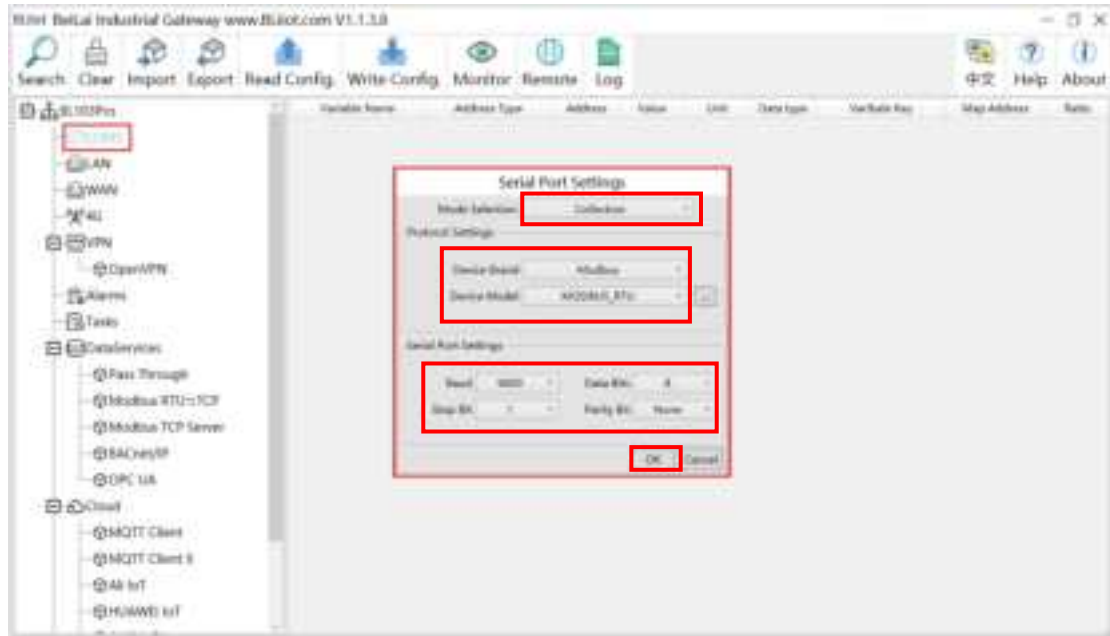 BeiLai Industrial Gateway www.BLiiot.com V1.1.3.8
Search Clear Import Export Read Config Write Config Monitor Remote Log 中文 Help About
Variable Name Address Type Address Value Unit Data type Map Address Ratio
LAN
WAN
4G
VPN
OpenVPN
Alarms
Tasks
DataServices
Pass Through
Modbus RTU TCP
Modbus TCP Server
BACnet/IP
OPC UA
Cloud
MQTT Client
MQTT Client II
Ali IoT
HUAWEI IoT
Serial Port Settings
Mode Selection Collection
Protocol Settings
Device Brand Modbus
Device Model MODBUS_RTU
Serial Port Settings
Baud Data Bit: 8
Stop Bit: 1 Parity Bit: None
OK Cancel